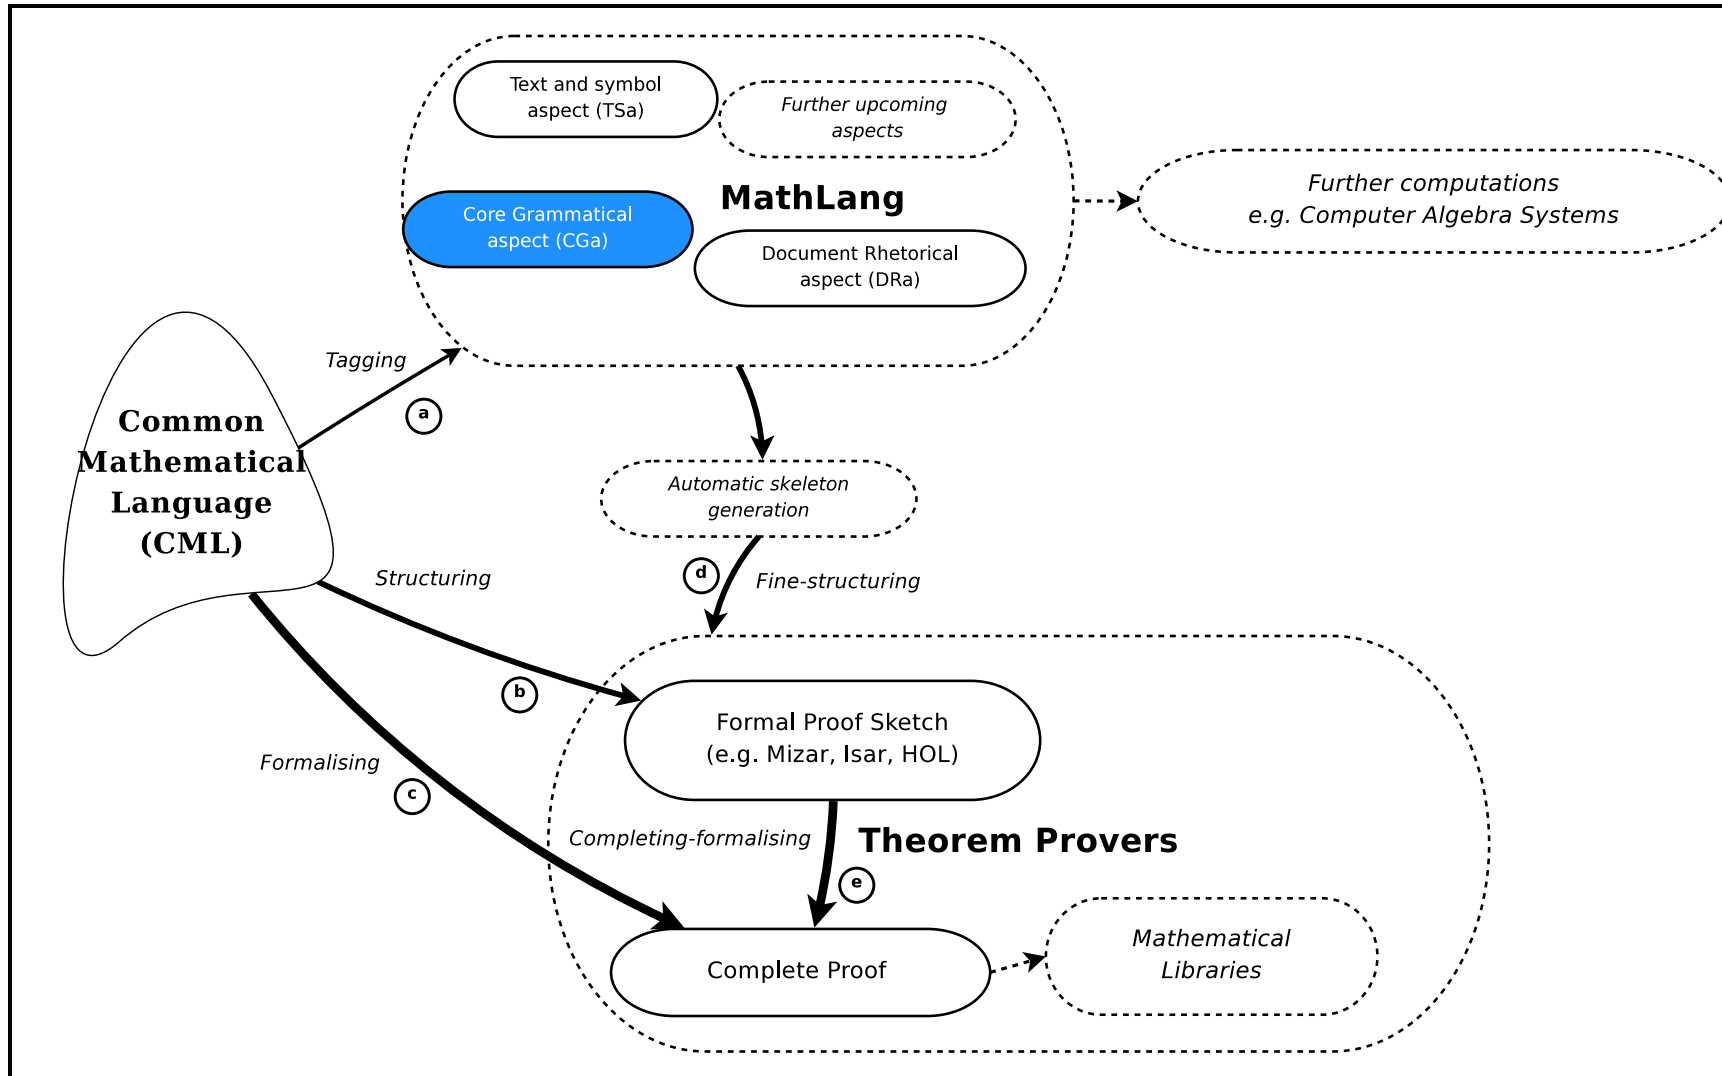 Text and symbol
aspect (TSa)
Further upcoming
aspects
MathLang
Core Grammatical
aspect (CGa)
Document Rhetorical
aspect (DRa)
Further computations
e.g. Computer Algebra Systems
Tagging
a
Common
Mathematical
Language
(CML)
Automatic skeleton
generation
Structuring
d
Fine-structuring
b
Formal Proof Sketch
(e.g. Mizar, Isar, HOL)
Formalising
c
Completing-formalising
Theorem Provers
e
Complete Proof
Mathematical
Libraries